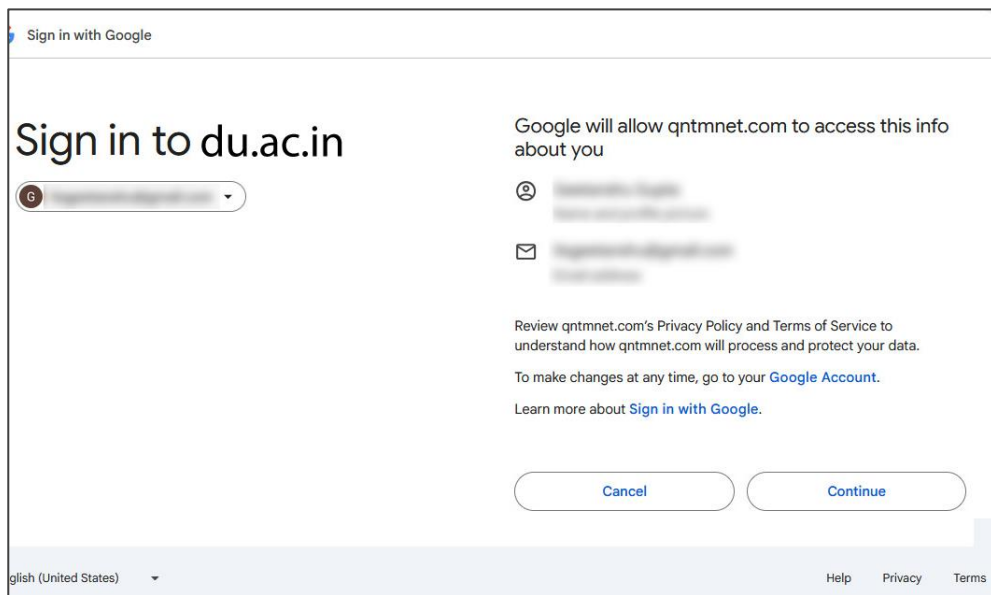 Sign in with Google
Sign in to du.ac.in
G
Google will allow qntmnet.com to access this info
about you
Review qntmnet.com's Privacy Policy and Terms of Service to
understand how qntmnet.com will process and protect your data.
To make changes at any time, go to your Google Account.
Learn more about Sign in with Google.
Cancel
Continue
glish (United States)
Help
Privacy
Terms